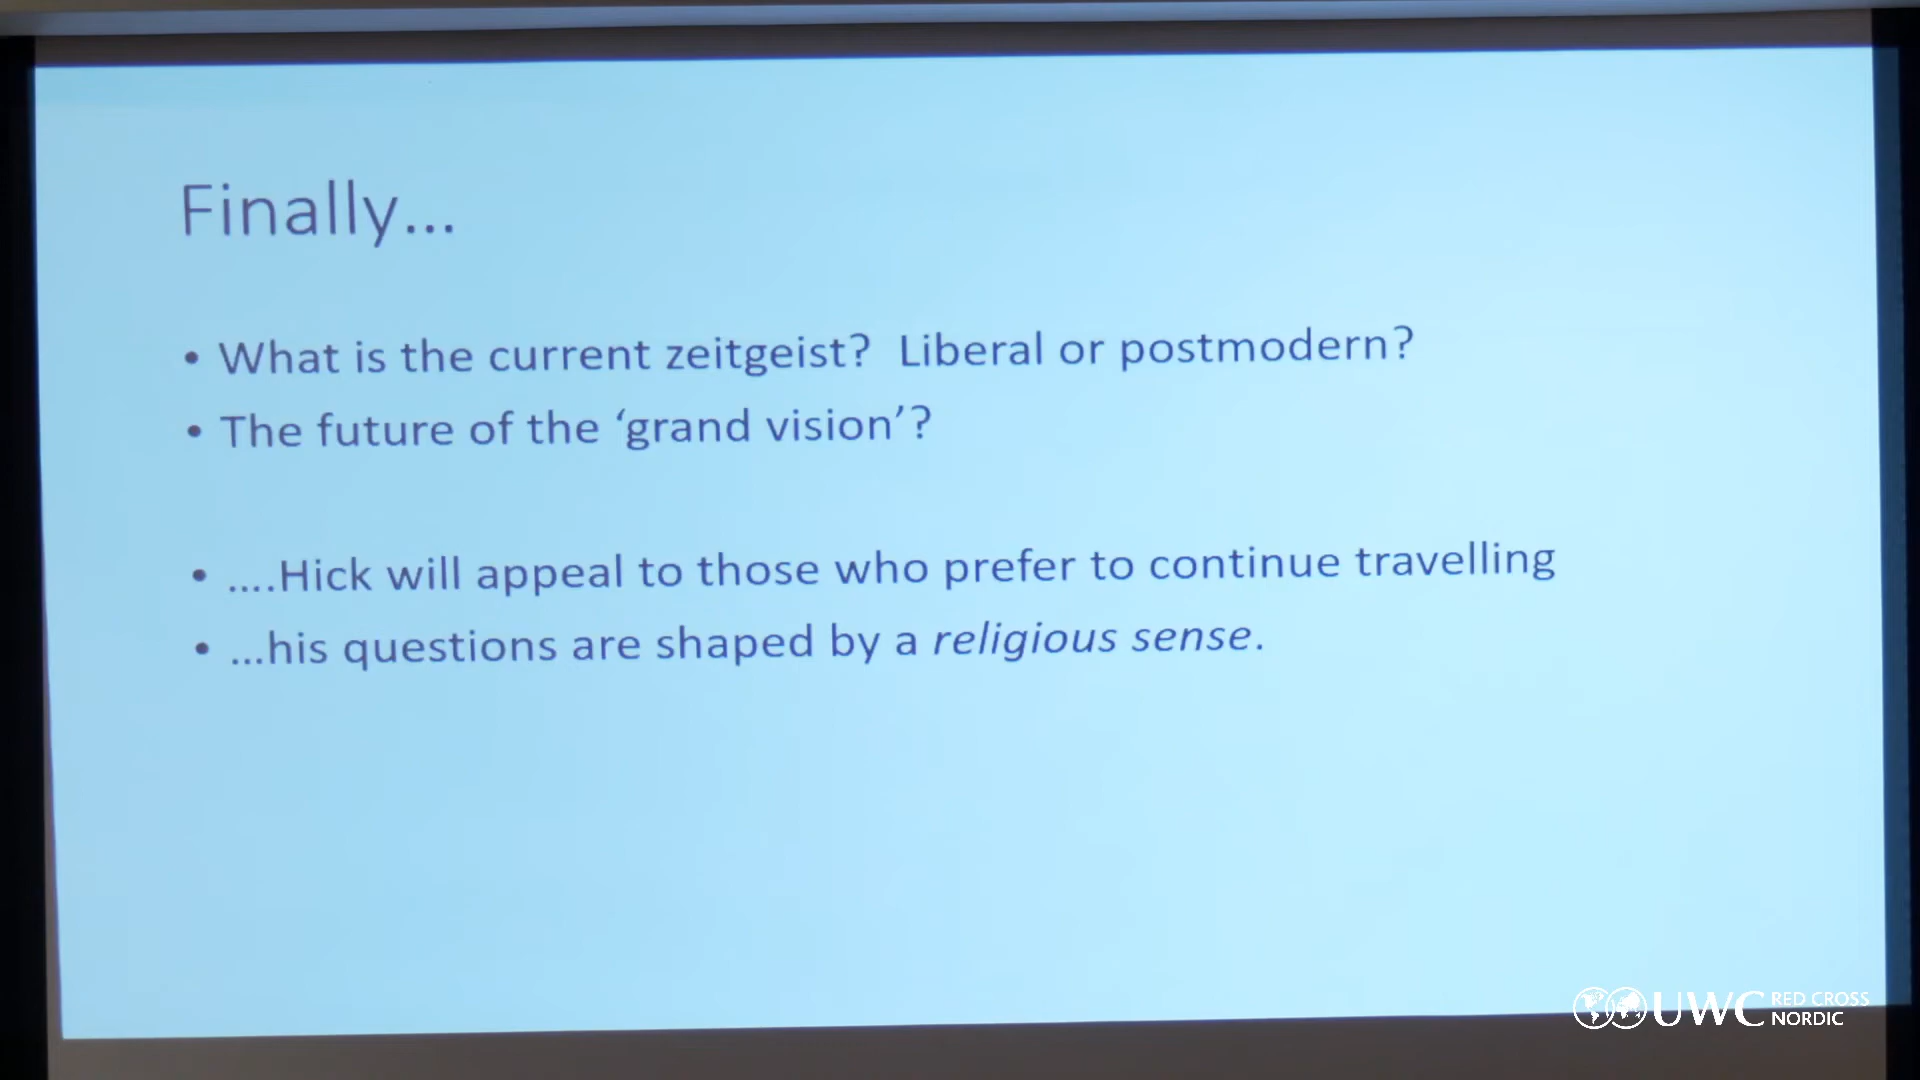 Finally...
• What is the current zeitgeist?  Liberal or postmodern?
• The future of the ‘grand vision’?
• ....Hick will appeal to those who prefer to continue travelling
• ...his questions are shaped by a religious sense.
UWC RED CROSS
NORDIC